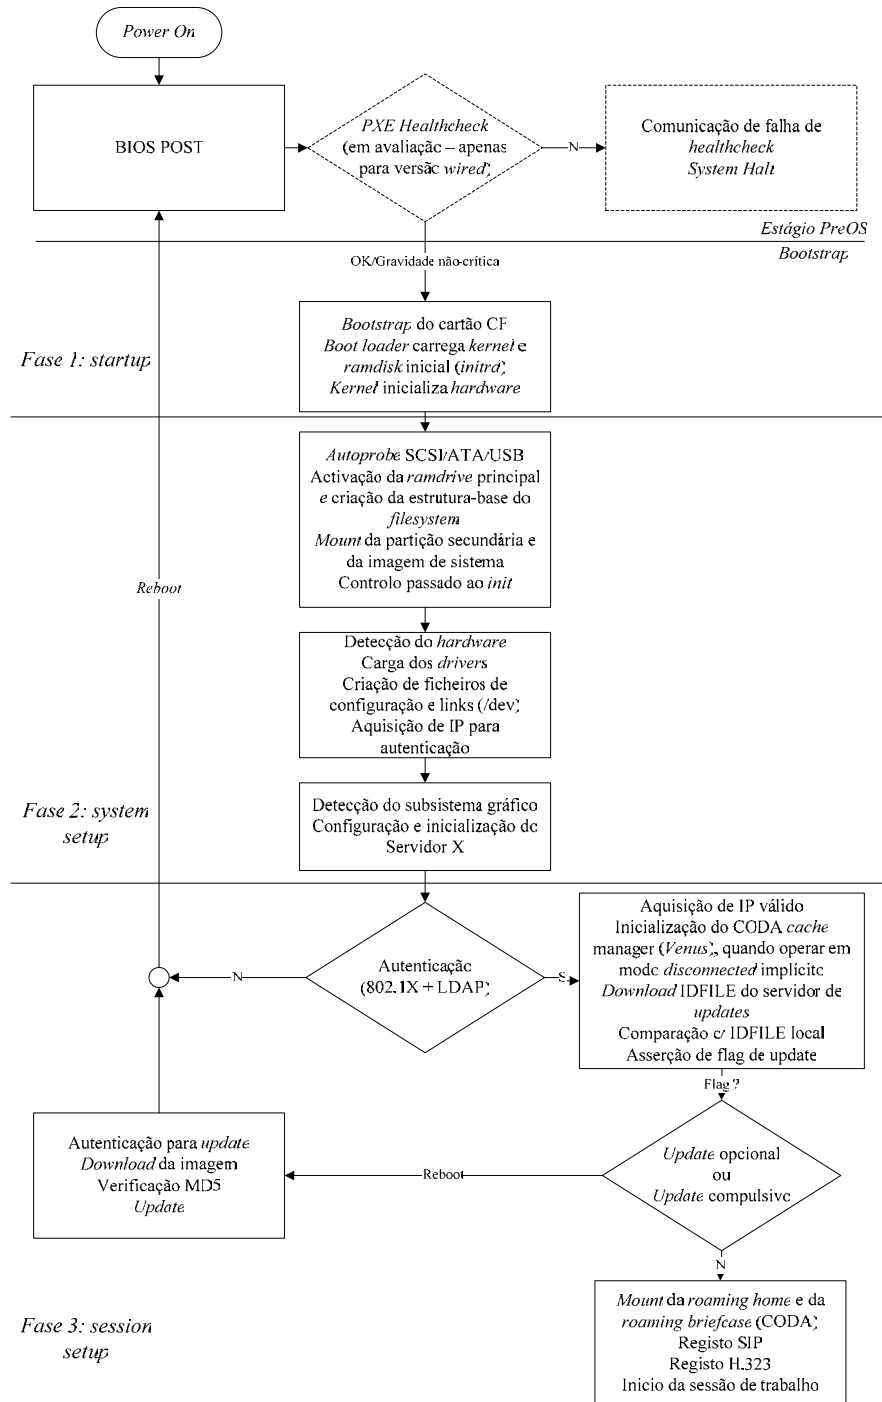 Power On
BIOS POST
PXE Healthcheck
(em avaliação – apenas
para versão wired)
N
Comunicação de falha de
healthcheck
System Halt
Estágio PreOS
Bootstrap
OK/Gravidade não-crítica
Bootstrap do cartão CF
Boot loader carrega kernel e
ramdisk inicial (initrd)
Kernel inicializa hardware
Fase 1: startup
Autoprobe SCSI/ATA/USB
Activação da ramdrive principal
e criação da estrutura-base do
filesystem
Mount da partição secundária e
da imagem de sistema
Controlo passado ao init
Reboot
Detecção do hardware
Carga dos drivers
Criação de ficheiros de
configuração e links (/dev)
Aquisição de IP para
autenticação
Fase 2: system
setup
Detecção do subsistema gráfico
Configuração e inicialização do
Servidor X
Autenticação
(802.1X + LDAP)
N
S
Aquisição de IP válido
Inicialização do CODA cache
manager (Venus), quando operar em
modo disconnected implícito
Download IDFILE do servidor de
updates
Comparação c/ IDFILE local
Asserção de flag de update
Flag ?
Update opcional
ou
Update compulsivo
Reboot
Autenticação para update
Download da imagem
Verificação MD5
Update
N
Fase 3: session
setup
Mount da roaming home e da
roaming briefcase (CODA)
Registo SIP
Registo H.323
Inicio da sessão de trabalho